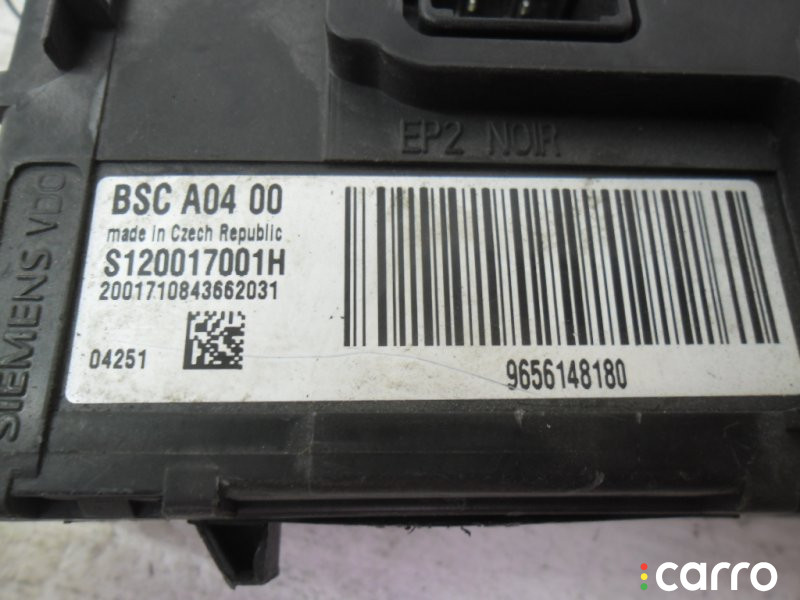 EP2 NOIR
SIEMENS VDO
BSC A04 00
made in Czech Republic
S120017001H
2001710843662031
04251
9656148180
carro